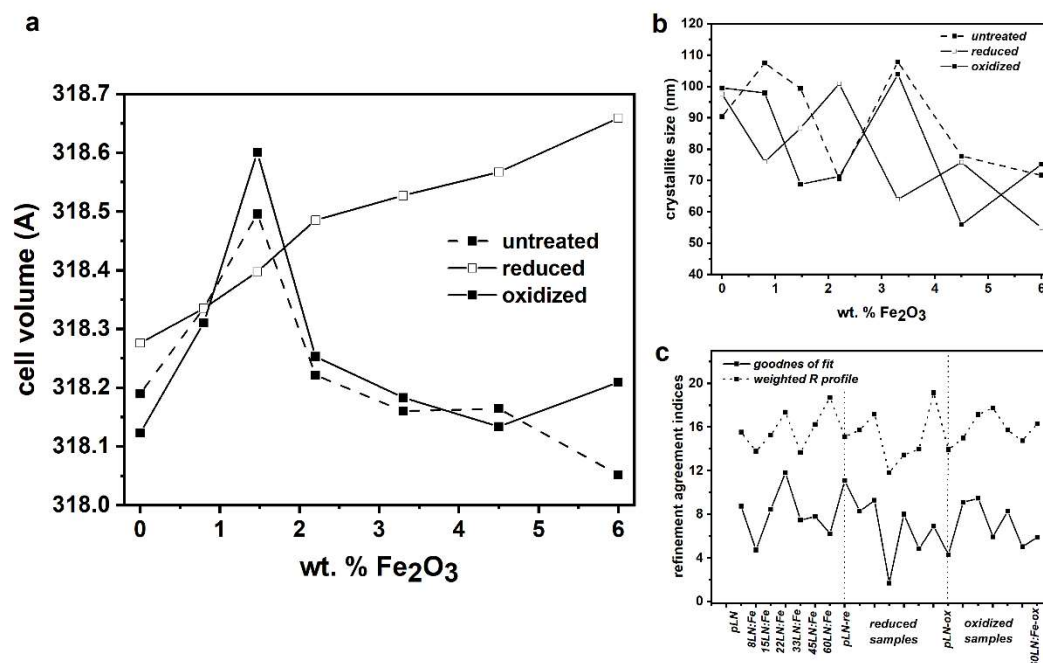 a
cell volume (A)
318.7
318.6
318.5
318.4
318.3
318.2
318.1
318.0
untreated
reduced
oxidized
0 1 2 3 4 5 6
wt. % Fe₂O₃
b
crystallite size (nm)
120
110
100
90
80
70
60
50
40
untreated
reduced
oxidized
0 1 2 3 4 5 6
wt. % Fe₂O₃
c
refinement agreement indices
20
16
12
8
4
0
goodnes of fit
weighted R profile
pLN
8LN:Fe
15LN:Fe
22LN:Fe
33LN:Fe
45LN:Fe
60LN:Fe
pLN-re
reduced
samples
pLN-ox
oxidized
samples
0LN:Fe-ox